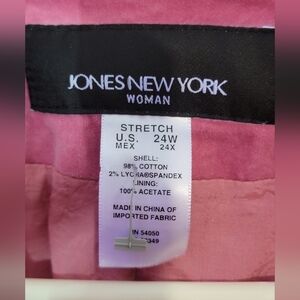 JONES NEW YORK
WOMAN
STRETCH
U.S. 24W
MEX 24X
SHELL:
98% COTTON
2% LYCRA®SPANDEX
LINING:
100% ACETATE
MADE IN CHINA OF
IMPORTED FABRIC
54050
349